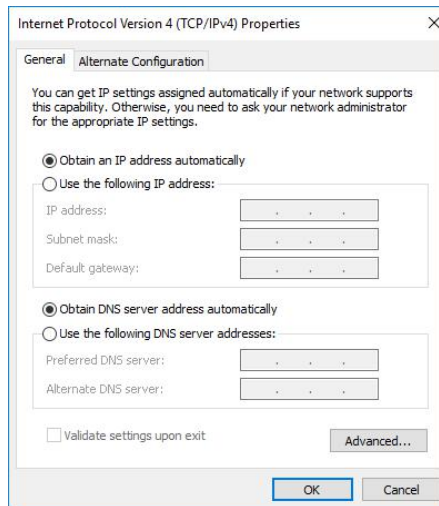 Internet Protocol Version 4 (TCP/IPv4) Properties
General Alternate Configuration
You can get IP settings assigned automatically if your network supports
this capability. Otherwise, you need to ask your network administrator
for the appropriate IP settings.
Obtain an IP address automatically
Use the following IP address:
IP address:
Subnet mask:
Default gateway:
Obtain DNS server address automatically
Use the following DNS server addresses:
Preferred DNS server:
Alternate DNS server:
Validate settings upon exit
Advanced...
OK Cancel